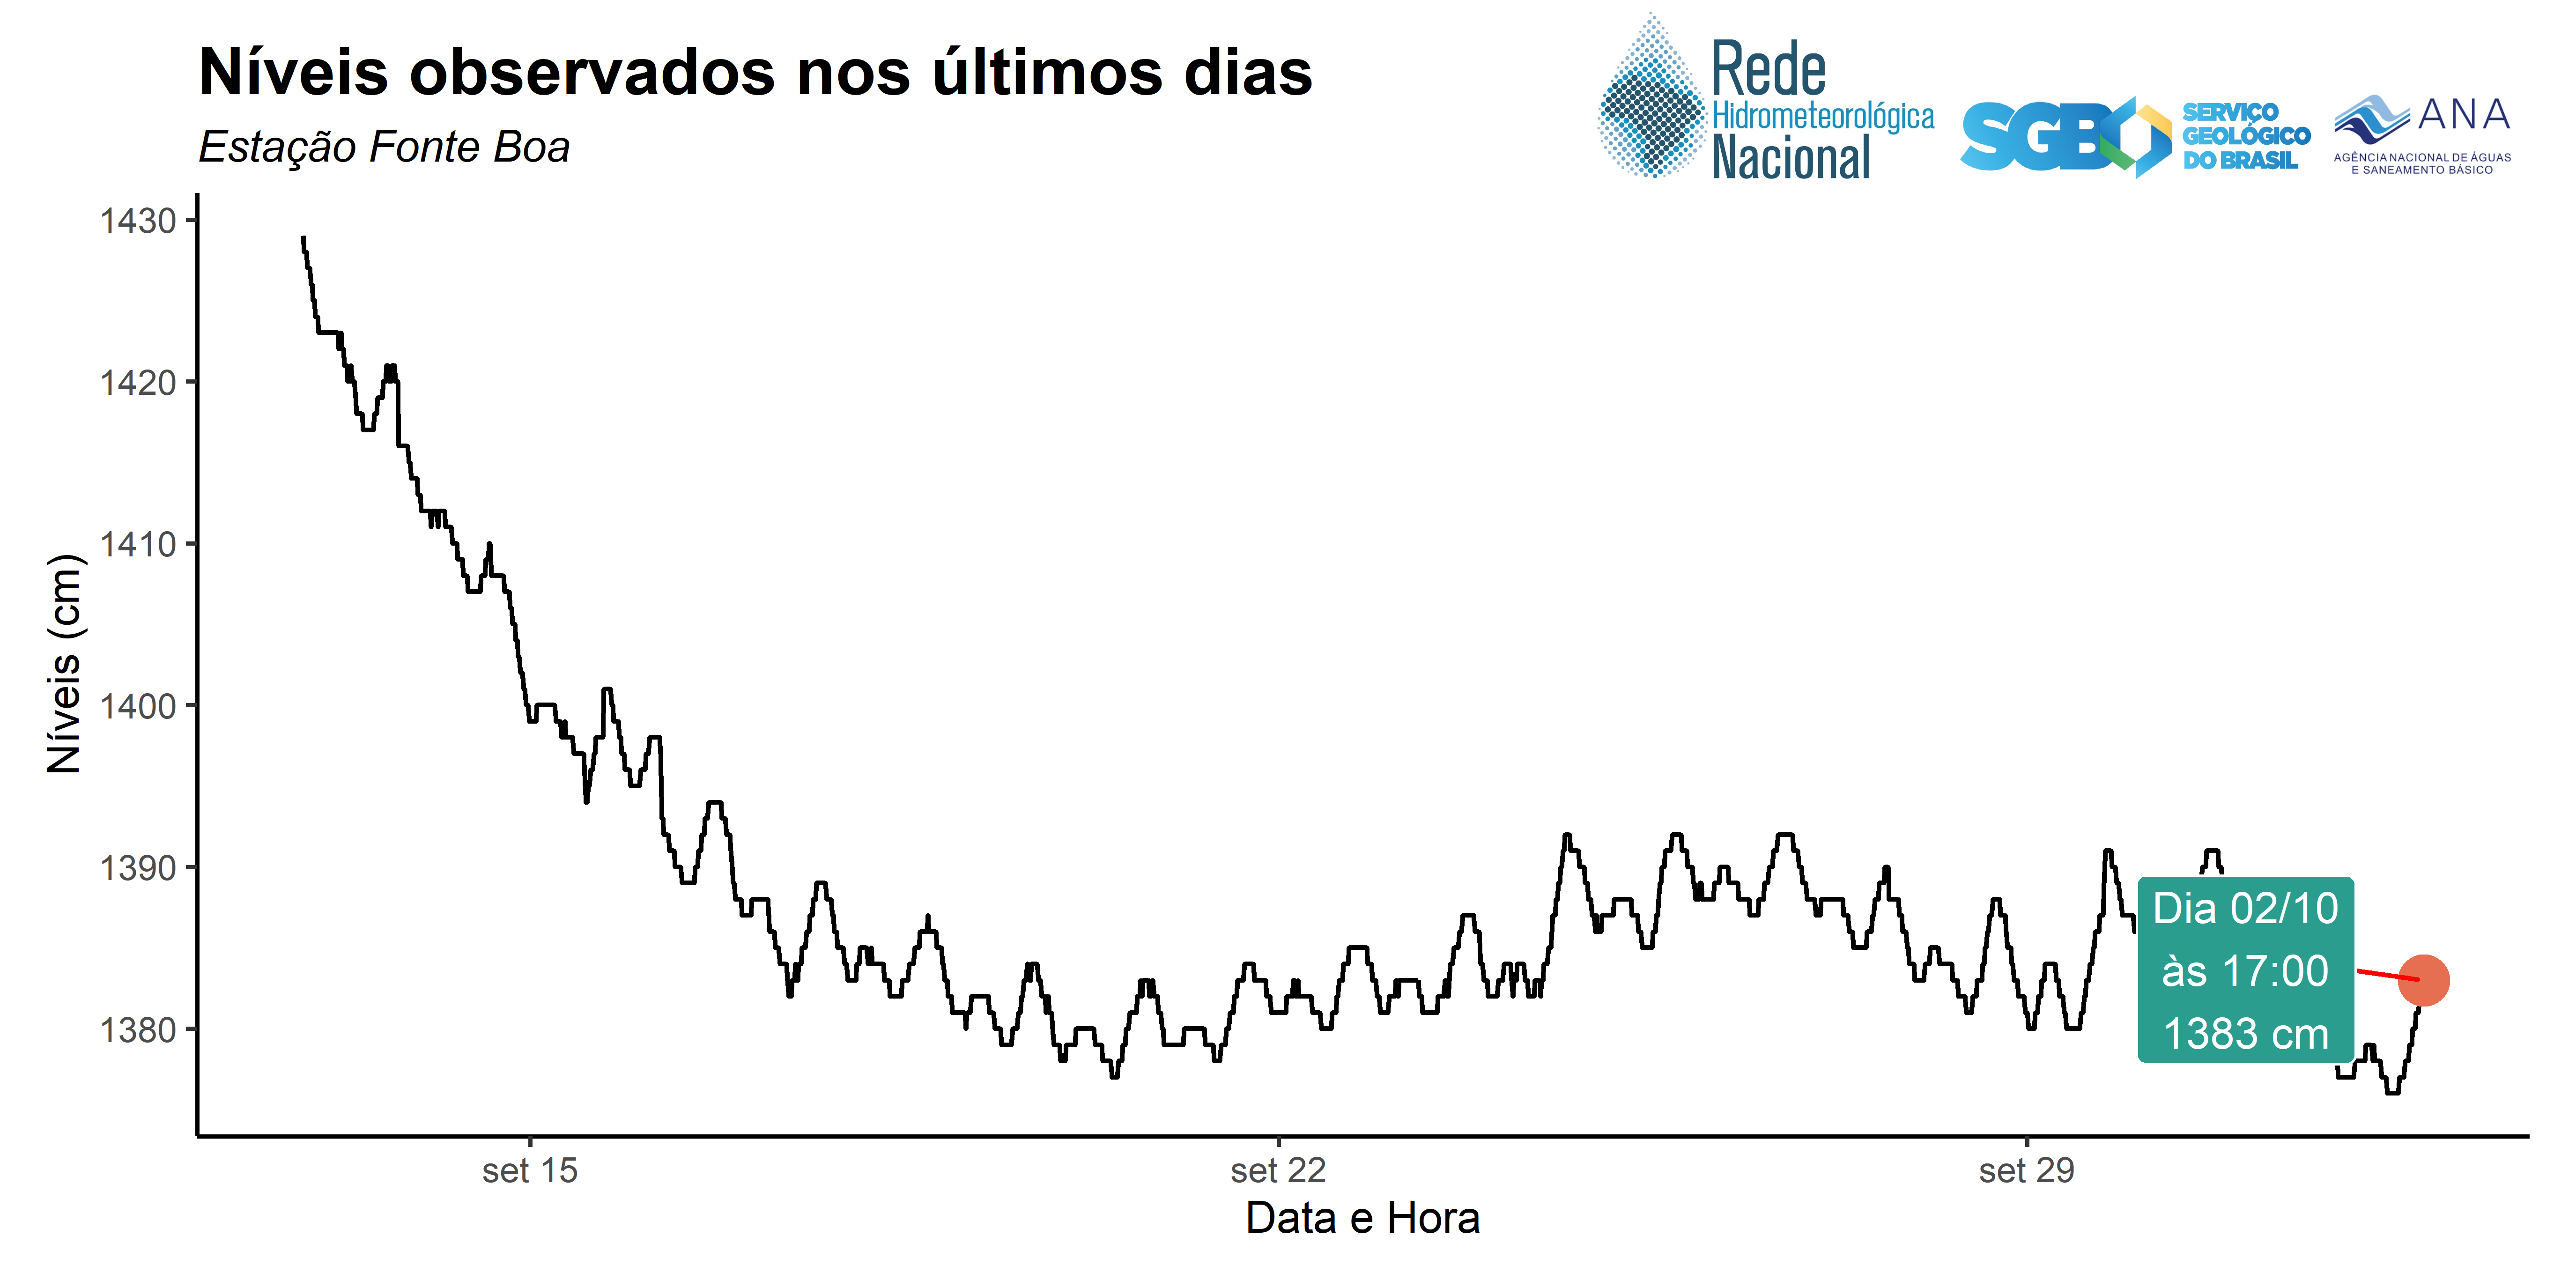 Níveis observados nos últimos dias
Estação Fonte Boa
Rede
Hidrometeorológica
Nacional
SGB
SERVIÇO
GEOLÓGICO
DO BRASIL
ANA
AGÊNCIA NACIONAL DE ÁGUAS
E SANEAMENTO BÁSICO
Níveis (cm)
1430
1420
1410
1400
1390
1380
Dia 02/10
às 17:00
1383 cm
set 15
set 22
set 29
Data e Hora